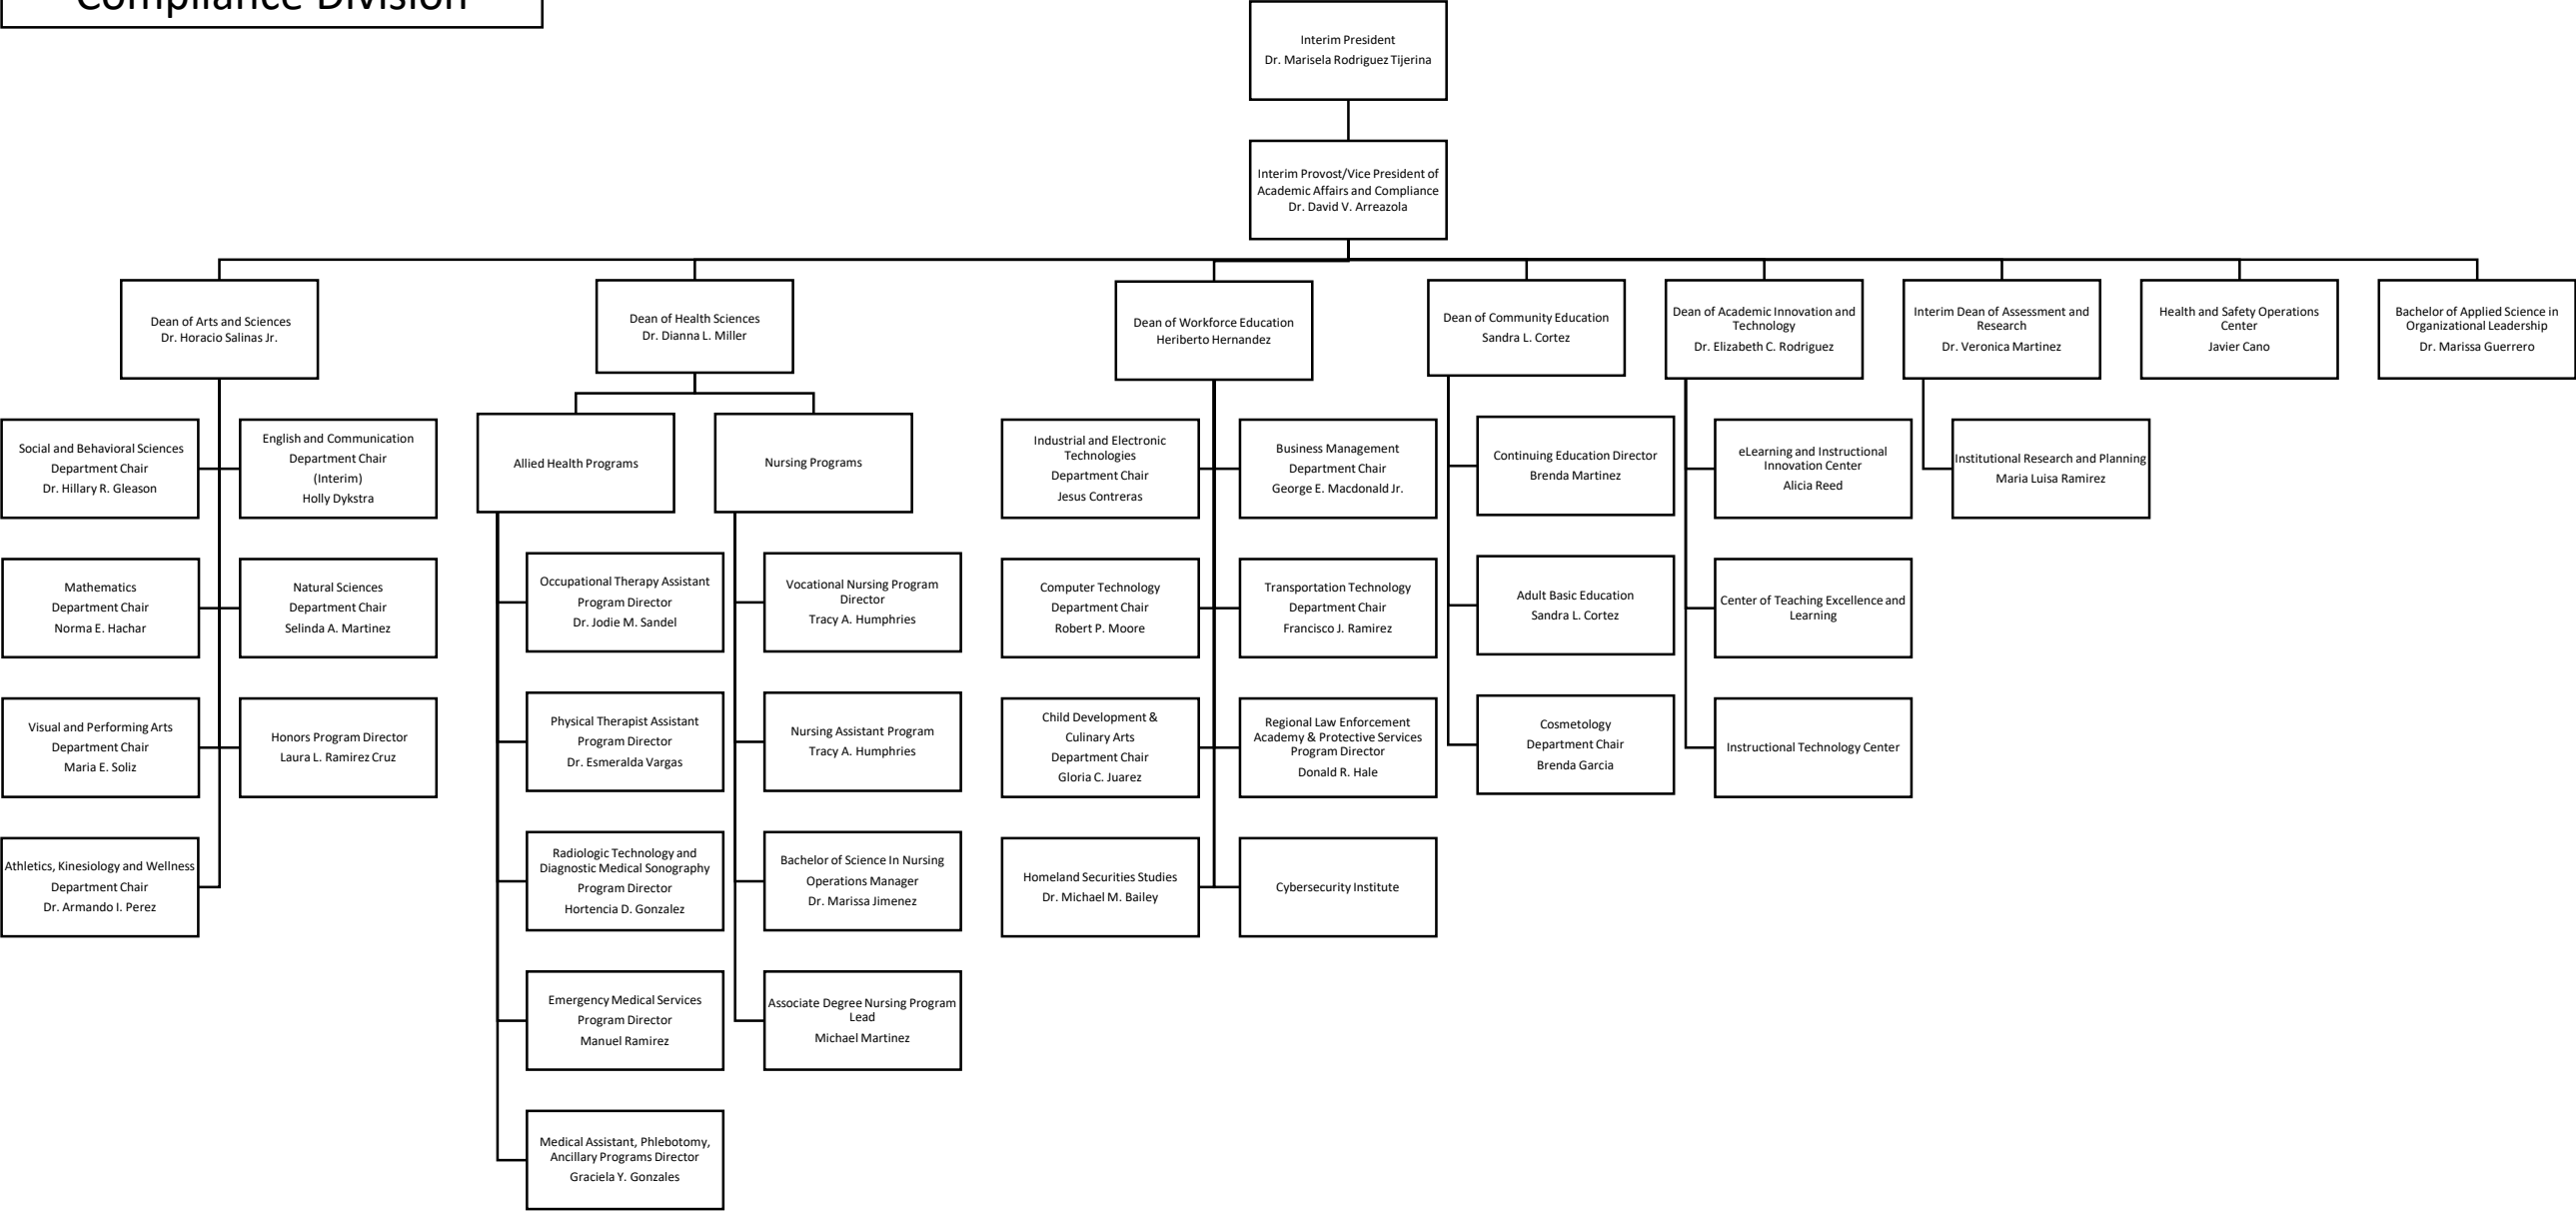 Compliance Division
Interim President
Dr. Marisela Rodriguez Tijerina
Interim Provost/Vice President of
Academic Affairs and Compliance
Dr. David V. Arreazola
Dean of Arts and Sciences
Dr. Horacio Salinas Jr.
Dean of Health Sciences
Dr. Dianna L. Miller
Dean of Workforce Education
Heriberto Hernandez
Dean of Community Education
Sandra L. Cortez
Dean of Academic Innovation and
Technology
Dr. Elizabeth C. Rodriguez
Interim Dean of Assessment and
Research
Dr. Veronica Martinez
Health and Safety Operations
Center
Javier Cano
Bachelor of Applied Science in
Organizational Leadership
Dr. Marissa Guerrero
Social and Behavioral Sciences
Department Chair
Dr. Hillary R. Gleason
English and Communication
Department Chair
(Interim)
Holly Dykstra
Mathematics
Department Chair
Norma E. Hachar
Natural Sciences
Department Chair
Selinda A. Martinez
Visual and Performing Arts
Department Chair
Maria E. Soliz
Honors Program Director
Laura L. Ramirez Cruz
Athletics, Kinesiology and Wellness
Department Chair
Dr. Armando I. Perez
Allied Health Programs
Nursing Programs
Occupational Therapy Assistant
Program Director
Dr. Jodie M. Sandel
Vocational Nursing Program
Director
Tracy A. Humphries
Physical Therapist Assistant
Program Director
Dr. Esmeralda Vargas
Nursing Assistant Program
Tracy A. Humphries
Radiologic Technology and
Diagnostic Medical Sonography
Program Director
Hortencia D. Gonzalez
Bachelor of Science In Nursing
Operations Manager
Dr. Marissa Jimenez
Emergency Medical Services
Program Director
Manuel Ramirez
Associate Degree Nursing Program
Lead
Michael Martinez
Medical Assistant, Phlebotomy,
Ancillary Programs Director
Graciela Y. Gonzales
Industrial and Electronic
Technologies
Department Chair
Jesus Contreras
Business Management
Department Chair
George E. Macdonald Jr.
Computer Technology
Department Chair
Robert P. Moore
Transportation Technology
Department Chair
Francisco J. Ramirez
Child Development &
Culinary Arts
Department Chair
Gloria C. Juarez
Regional Law Enforcement
Academy & Protective Services
Program Director
Donald R. Hale
Homeland Securities Studies
Dr. Michael M. Bailey
Cybersecurity Institute
Continuing Education Director
Brenda Martinez
Adult Basic Education
Sandra L. Cortez
Cosmetology
Department Chair
Brenda Garcia
eLearning and Instructional
Innovation Center
Alicia Reed
Center of Teaching Excellence and
Learning
Instructional Technology Center
Institutional Research and Planning
Maria Luisa Ramirez